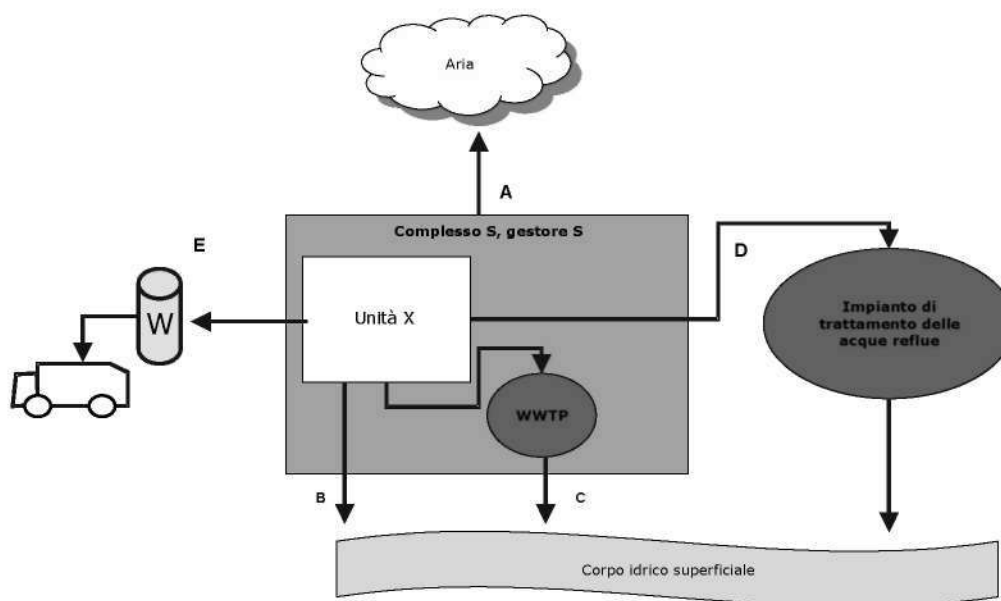 Aria
A
Complesso S, gestore S
E
D
W
Unità X
Impianto di
trattamento delle
acque reflue
WWTP
B
C
Corpo idrico superficiale